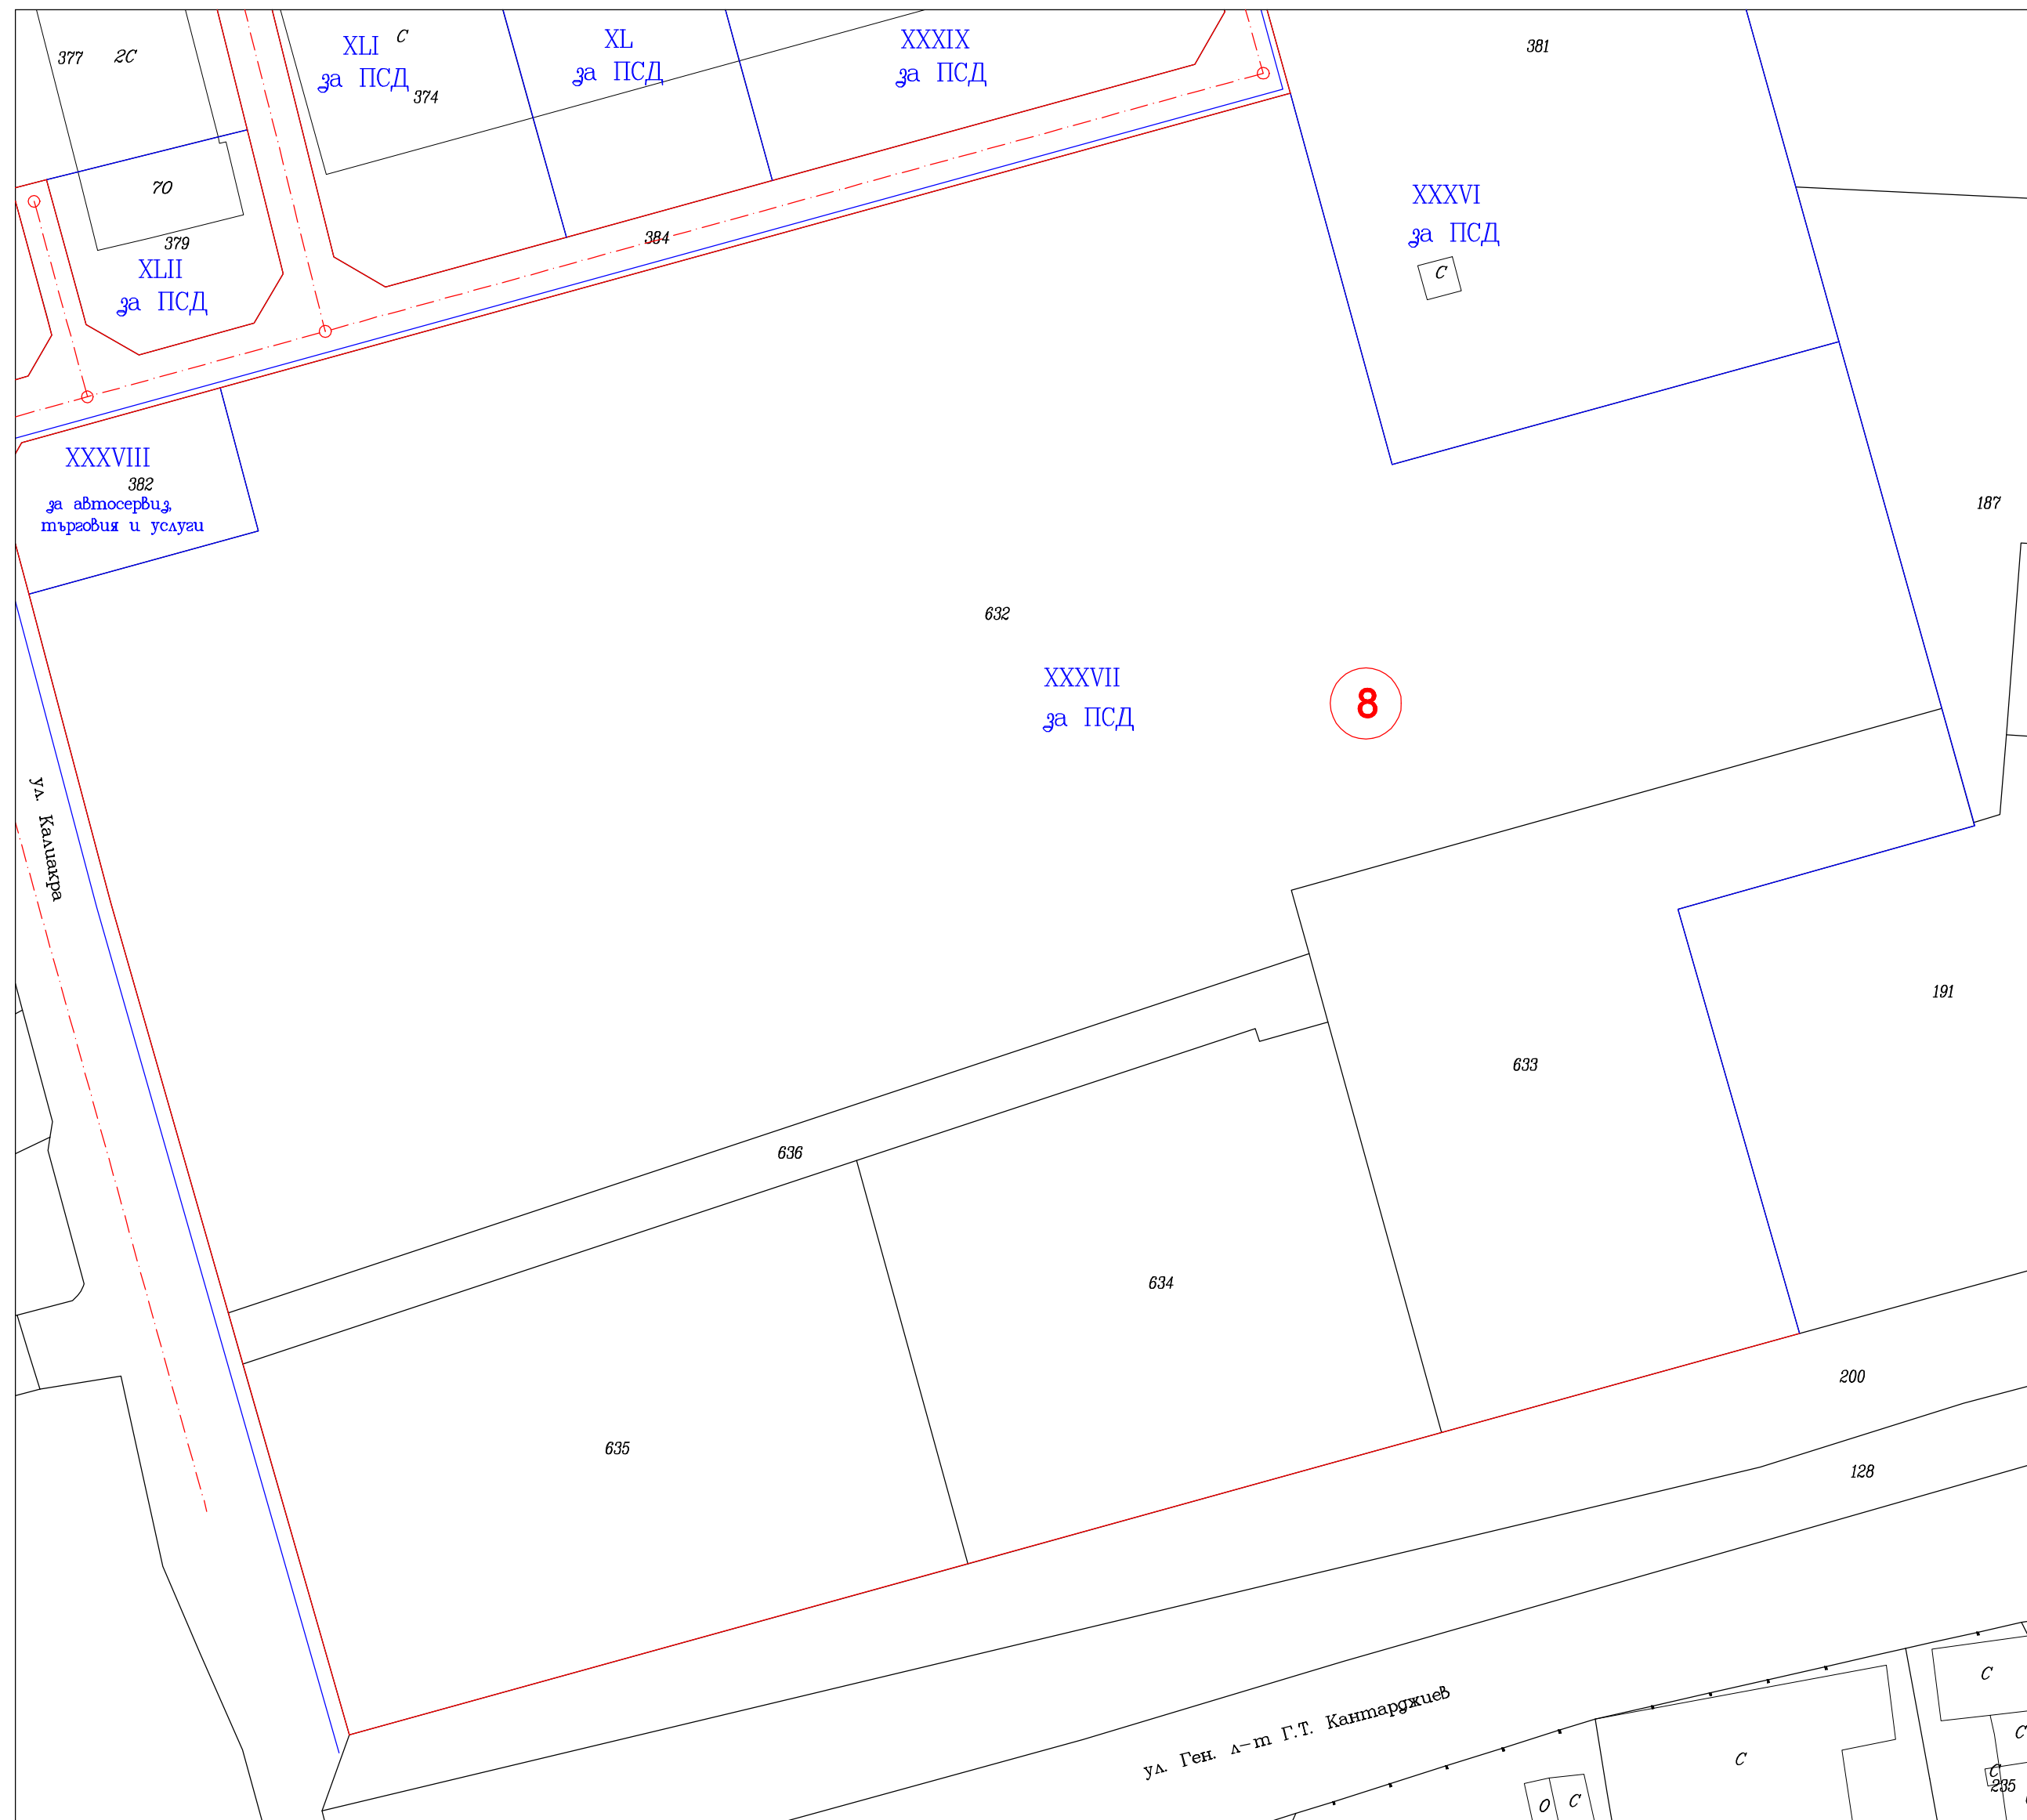 377
2С
XLI
за ПСД
С
374
XL
за ПСД
XXXIX
за ПСД
381
70
379
XLII
за ПСД
384
XXXVI
за ПСД
С
XXXVIII
382
за автосервиз,
търговия и услуги
187
632
XXXVII
за ПСД
8
ул. Калиакра
191
633
636
634
635
200
128
ул. Ген. л-т Г.Т. Кантарджиев
С
С
С
С
235
О
С